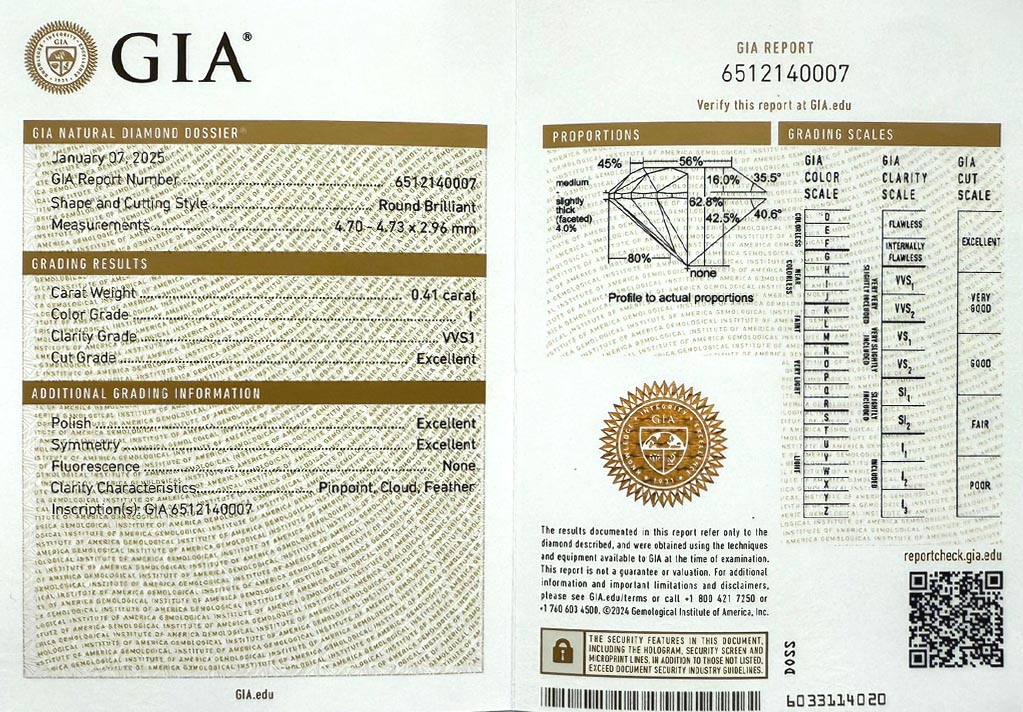 GIA®
GIA NATURAL DIAMOND DOSSIER®
January 07, 2025
GIA Report Number 6512140007
Shape and Cutting Style Round Brilliant
Measurements 4.70 - 4.73 x 2.96 mm
GRADING RESULTS
Carat Weight 0.41 carat
Color Grade I
Clarity Grade VVS1
Cut Grade Excellent
ADDITIONAL GRADING INFORMATION
Polish Excellent
Symmetry Excellent
Fluorescence None
Clarity Characteristics Pinpoint, Cloud, Feather
Inscription(s): GIA 6512140007
GIA.edu
GIA REPORT
6512140007
Verify this report at GIA.edu
PROPORTIONS
45%
56%
medium
16.0%
35.5°
slightly
thick
(faceted)
4.0%
62.8%
42.5%
40.6°
80%
none
Profile to actual proportions
The results documented in this report refer only to the
diamond described, and were obtained using the techniques
and equipment available to GIA at the time of examination.
This report is not a guarantee or valuation. For additional
information and important limitations and disclaimers,
please see GIA.edu/terms or call +1 800 421 7250 or
+1 760 603 4500. ©2024 Gemological Institute of America, Inc.
THE SECURITY FEATURES IN THIS DOCUMENT,
INCLUDING THE HOLOGRAM, SECURITY SCREEN AND
MICROPRINT LINES, IN ADDITION TO THOSE NOT LISTED,
EXCEED DOCUMENT SECURITY INDUSTRY GUIDELINES.
GRADING SCALES
GIA
COLOR
SCALE
COLORLESS
D
E
F
NEAR
COLORLESS
G
H
I
J
FAINT
K
L
M
VERY LIGHT
N
O
P
Q
R
LIGHT
S
T
U
V
W
X
Y
Z
GIA
CLARITY
SCALE
FLAWLESS
INTERNALLY
FLAWLESS
VERY VERY
SLIGHTLY INCLUDED
VVS1
VVS2
VERY SLIGHTLY
INCLUDED
VS1
VS2
SLIGHTLY
INCLUDED
SI1
SI2
INCLUDED
I1
I2
I3
GIA
CUT
SCALE
EXCELLENT
VERY
GOOD
GOOD
FAIR
POOR
reportcheck.gia.edu
DOSS
6033114020